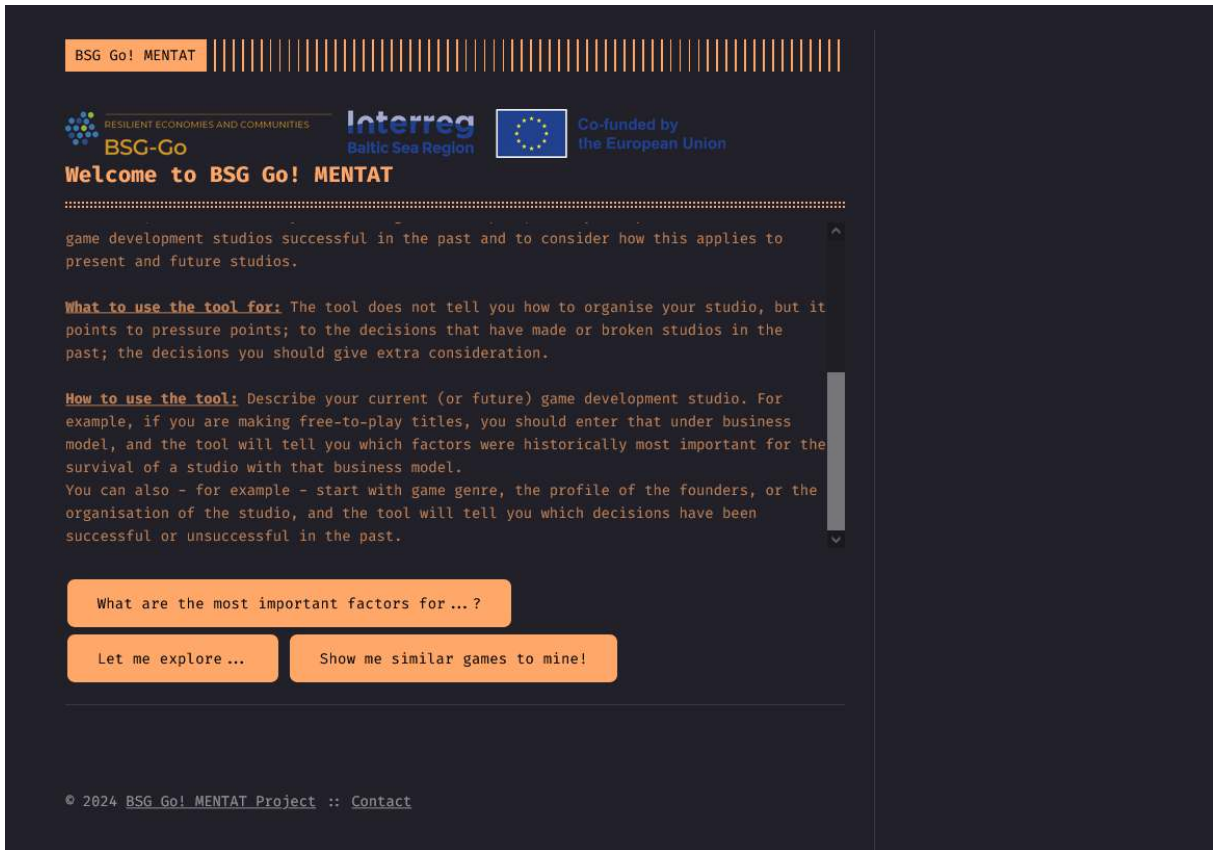 BSG Go! MENTAT
RESILIENT ECONOMIES AND COMMUNITIES
BSG-Go
Interreg
Baltic Sea Region
Co-funded by
the European Union
Welcome to BSG Go! MENTAT
game development studios successful in the past and to consider how this applies to
present and future studios.
What to use the tool for: The tool does not tell you how to organise your studio, but it
points to pressure points; to the decisions that have made or broken studios in the
past; the decisions you should give extra consideration.
How to use the tool: Describe your current (or future) game development studio. For
example, if you are making free-to-play titles, you should enter that under business
model, and the tool will tell you which factors were historically most important for the
survival of a studio with that business model.
You can also - for example - start with game genre, the profile of the founders, or the
organisation of the studio, and the tool will tell you which decisions have been
successful or unsuccessful in the past.
What are the most important factors for...?
Let me explore...
Show me similar games to mine!
© 2024 BSG Go! MENTAT Project :: Contact